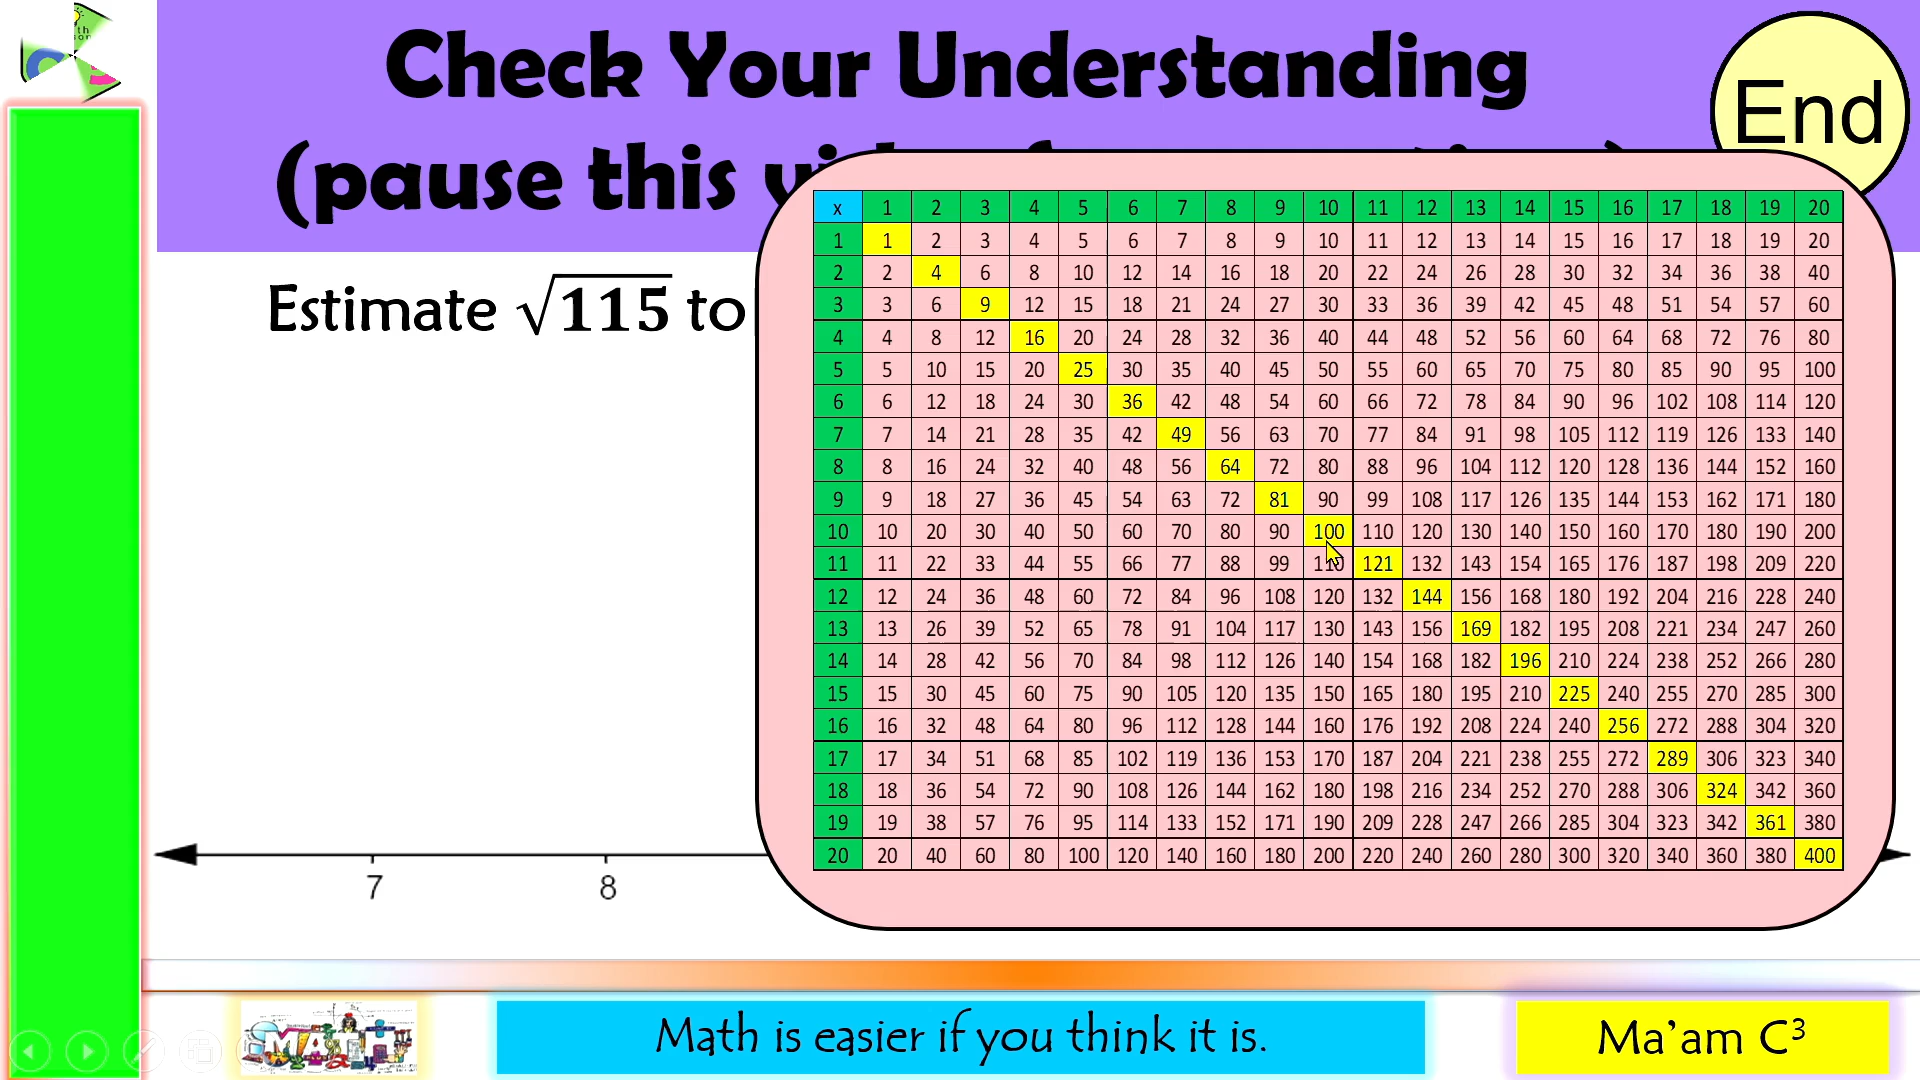 Check Your Understanding
(pause this
End
Estimate √115 to
x 1 2 3 4 5 6 7 8 9 10 11 12 13 14 15 16 17 18 19 20
1 1 2 3 4 5 6 7 8 9 10 11 12 13 14 15 16 17 18 19 20
2 2 4 6 8 10 12 14 16 18 20 22 24 26 28 30 32 34 36 38 40
3 3 6 9 12 15 18 21 24 27 30 33 36 39 42 45 48 51 54 57 60
4 4 8 12 16 20 24 28 32 36 40 44 48 52 56 60 64 68 72 76 80
5 5 10 15 20 25 30 35 40 45 50 55 60 65 70 75 80 85 90 95 100
6 6 12 18 24 30 36 42 48 54 60 66 72 78 84 90 96 102 108 114 120
7 7 14 21 28 35 42 49 56 63 70 77 84 91 98 105 112 119 126 133 140
8 8 16 24 32 40 48 56 64 72 80 88 96 104 112 120 128 136 144 152 160
9 9 18 27 36 45 54 63 72 81 90 99 108 117 126 135 144 153 162 171 180
10 10 20 30 40 50 60 70 80 90 100 110 120 130 140 150 160 170 180 190 200
11 11 22 33 44 55 66 77 88 99 110 121 132 143 154 165 176 187 198 209 220
12 12 24 36 48 60 72 84 96 108 120 132 144 156 168 180 192 204 216 228 240
13 13 26 39 52 65 78 91 104 117 130 143 156 169 182 195 208 221 234 247 260
14 14 28 42 56 70 84 98 112 126 140 154 168 182 196 210 224 238 252 266 280
15 15 30 45 60 75 90 105 120 135 150 165 180 195 210 225 240 255 270 285 300
16 16 32 48 64 80 96 112 128 144 160 176 192 208 224 240 256 272 288 304 320
17 17 34 51 68 85 102 119 136 153 170 187 204 221 238 255 272 289 306 323 340
18 18 36 54 72 90 108 126 144 162 180 198 216 234 252 270 288 306 324 342 360
19 19 38 57 76 95 114 133 152 171 190 209 228 247 266 285 304 323 342 361 380
20 20 40 60 80 100 120 140 160 180 200 220 240 260 280 300 320 340 360 380 400
7 8
MATH
Math is easier if you think it is.
Ma'am C³